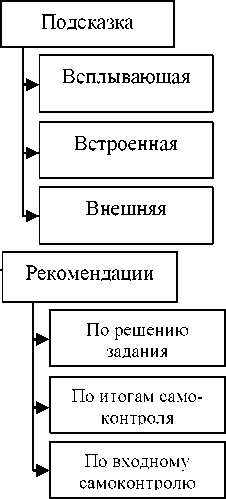 Подсказка
Всплывающая
Встроенная
Внешняя
Рекомендации
По решению
задания
По итогам само-
контроля
По входному
самоконтролю